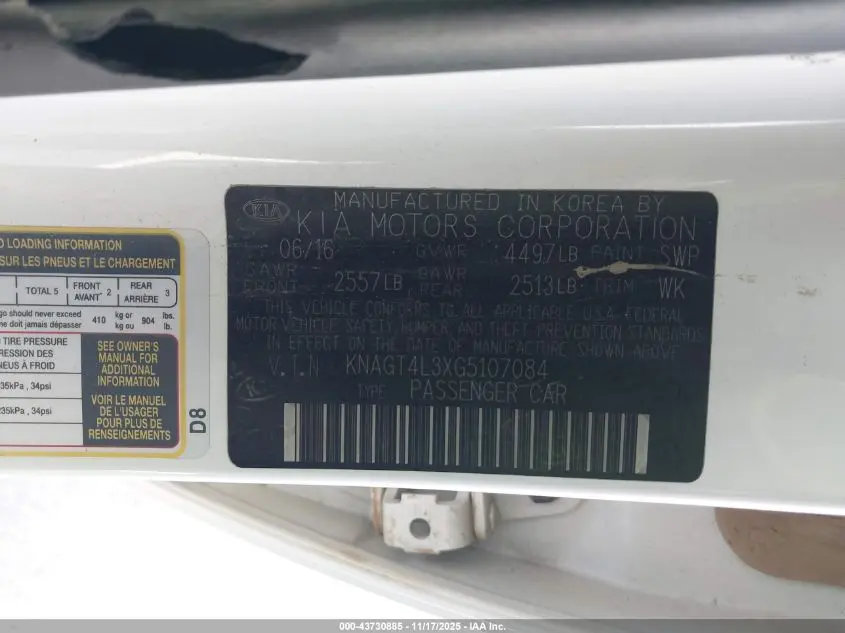 D LOADING INFORMATION
SUR LES PNEUS ET LE CHARGEMENT
TOTAL 5
FRONT
AVANT 2
REAR
ARRIÈRE 3
go should never exceed
ne doit jamais dépasser
410
kg or
kg ou
904
lbs.
lb.
TIRE PRESSURE
RESSION DES
NEUS À FROID
35kPa , 34psi
235kPa , 34psi
SEE OWNER'S
MANUAL FOR
ADDITIONAL
INFORMATION
VOIR LE MANUEL
DE L'USAGER
POUR PLUS DE
RENSEIGNEMENTS
D8
MANUFACTURED IN KOREA BY
KIA
KIA MOTORS CORPORATION
06/16 GVWR 4497LB PAINT SWP
GAWR
FRONT 2557LB
GAWR
REAR 2513LB TRIM WK
THIS VEHICLE CONFORMS TO ALL APPLICABLE U.S.A. FEDERAL
MOTOR VEHICLE SAFETY, BUMPER, AND THEFT PREVENTION STANDARDS
IN EFFECT ON THE DATE OF MANUFACTURE SHOWN ABOVE.
V.I.N KNAGT4L3XG5107084
TYPE PASSENGER CAR
000-43730885 - 11/17/2025 - IAA, Inc.